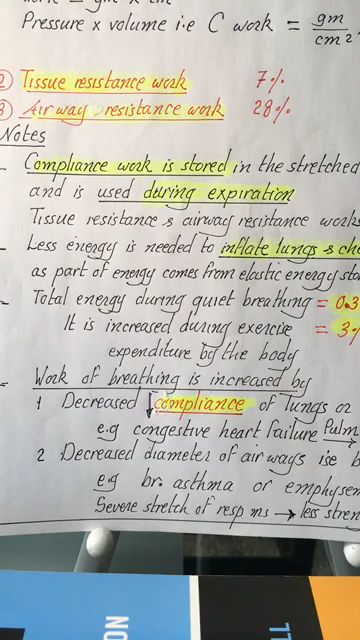 Pressure x volume i.e C work = gm
cm²
2) Tissue resistance work 7%
3) Air way resistance work 28%
Notes
- Compliance work is stored in the stretched
and is used during expiration
Tissue resistance & airway resistance works
- Less energy is needed to inflate lungs &
as part of energy comes from elastic energy
~ Total energy during quiet breathing = 0.3
It is increased during exercise = 3%
expenditure by the body
= Work of breathing is increased by
1 Decreased ↓compliance of lungs or
e.g congestive heart failure Pulm
2 Decreased diameter of air ways i.e b
e.g br. asthma or emphysem
Severe stretch of resp ms → less stren
ON